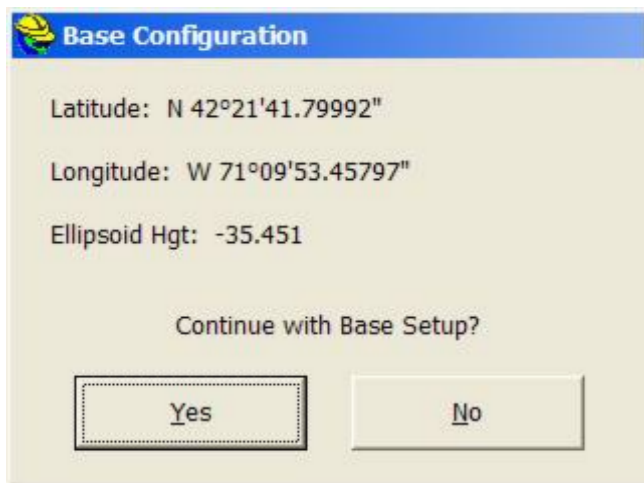 Base Configuration
Latitude: N 42°21'41.79992"
Longitude: W 71°09'53.45797"
Ellipsoid Hgt: -35.451
Continue with Base Setup?
Yes No